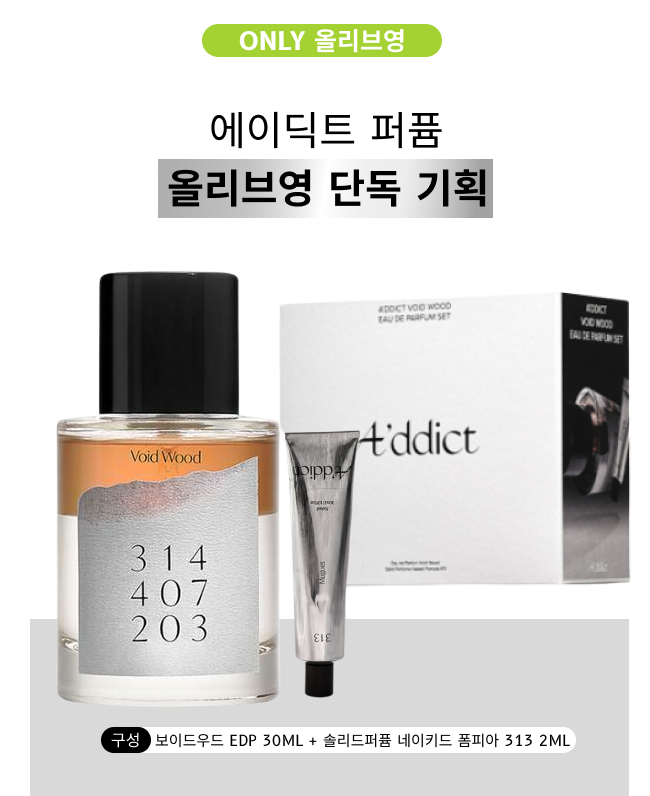 ONLY 올리브영
에이딕트 퍼퓸
올리브영 단독 기획
A'DDICT VOID WOOD
EAU DE PARFUM SET
A'DDICT
VOID WOOD
EAU DE PARFUM SET
A'ddict
Void Wood
314
407
203
A'ddict
313
구성 보이드우드 EDP 30ML + 솔리드퍼퓸 네이키드 폼피아 313 2ML